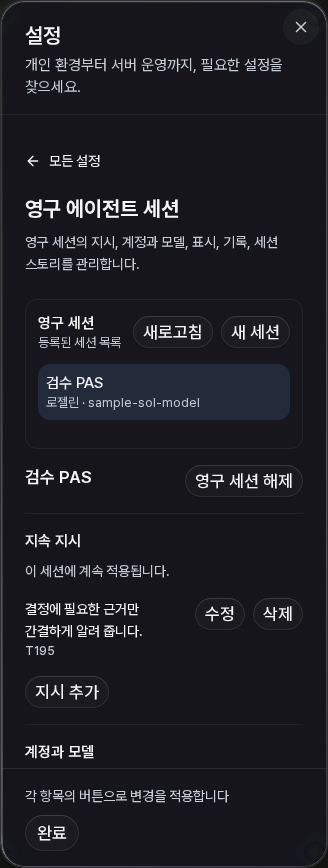 설정
개인 환경부터 서버 운영까지, 필요한 설정을
찾으세요.
← 모든 설정
영구 에이전트 세션
영구 세션의 지시, 계정과 모델, 표시, 기록, 세션
스토리를 관리합니다.
영구 세션
등록된 세션 목록
새로고침
새 세션
검수 PAS
로젤린 · sample-sol-model
검수 PAS
영구 세션 해제
지속 지시
이 세션에 계속 적용됩니다.
결정에 필요한 근거만
간결하게 알려 줍니다.
T195
수정
삭제
지시 추가
계정과 모델
각 항목의 버튼으로 변경을 적용합니다
완료